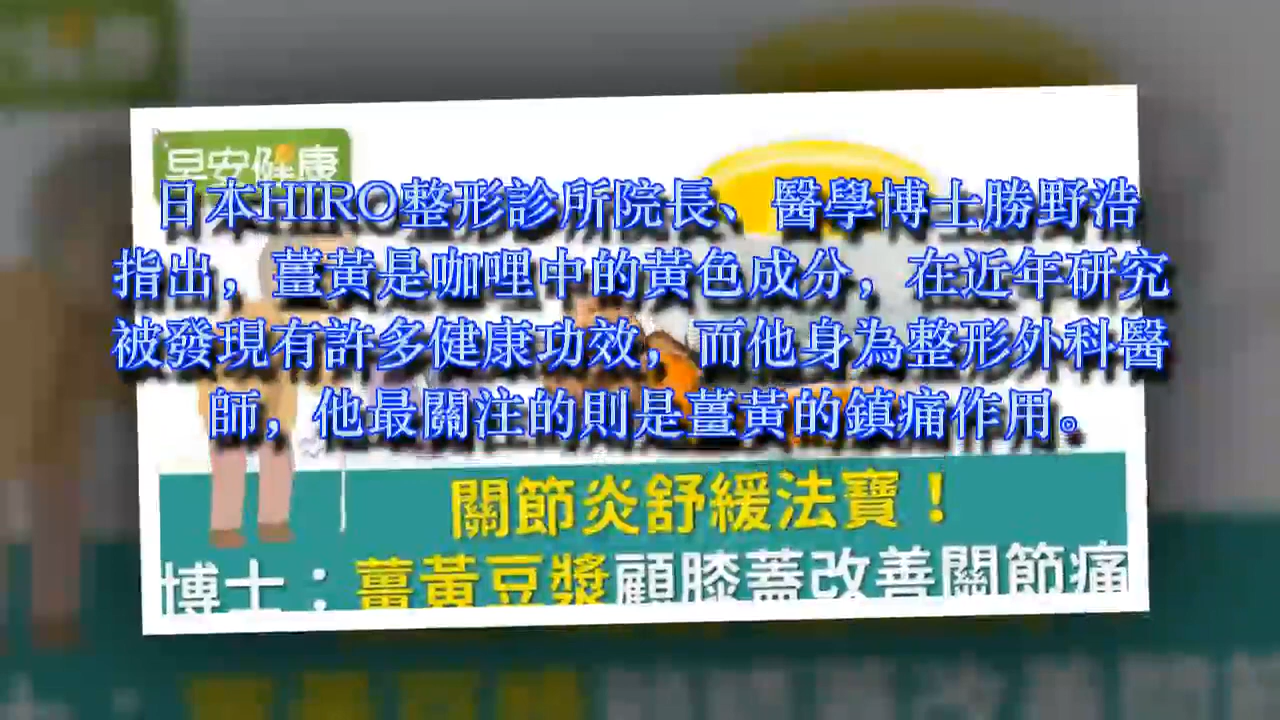 早安健康
日本HIRO整形診所院長、醫學博士勝野浩
指出，薑黃是咖哩中的黃色成分，在近年研究
被發現有許多健康功效，而他身為整形外科醫
師，他最關注的則是薑黃的鎮痛作用。
關節炎舒緩法寶！
博士：薑黃豆漿顧膝蓋改善關節痛